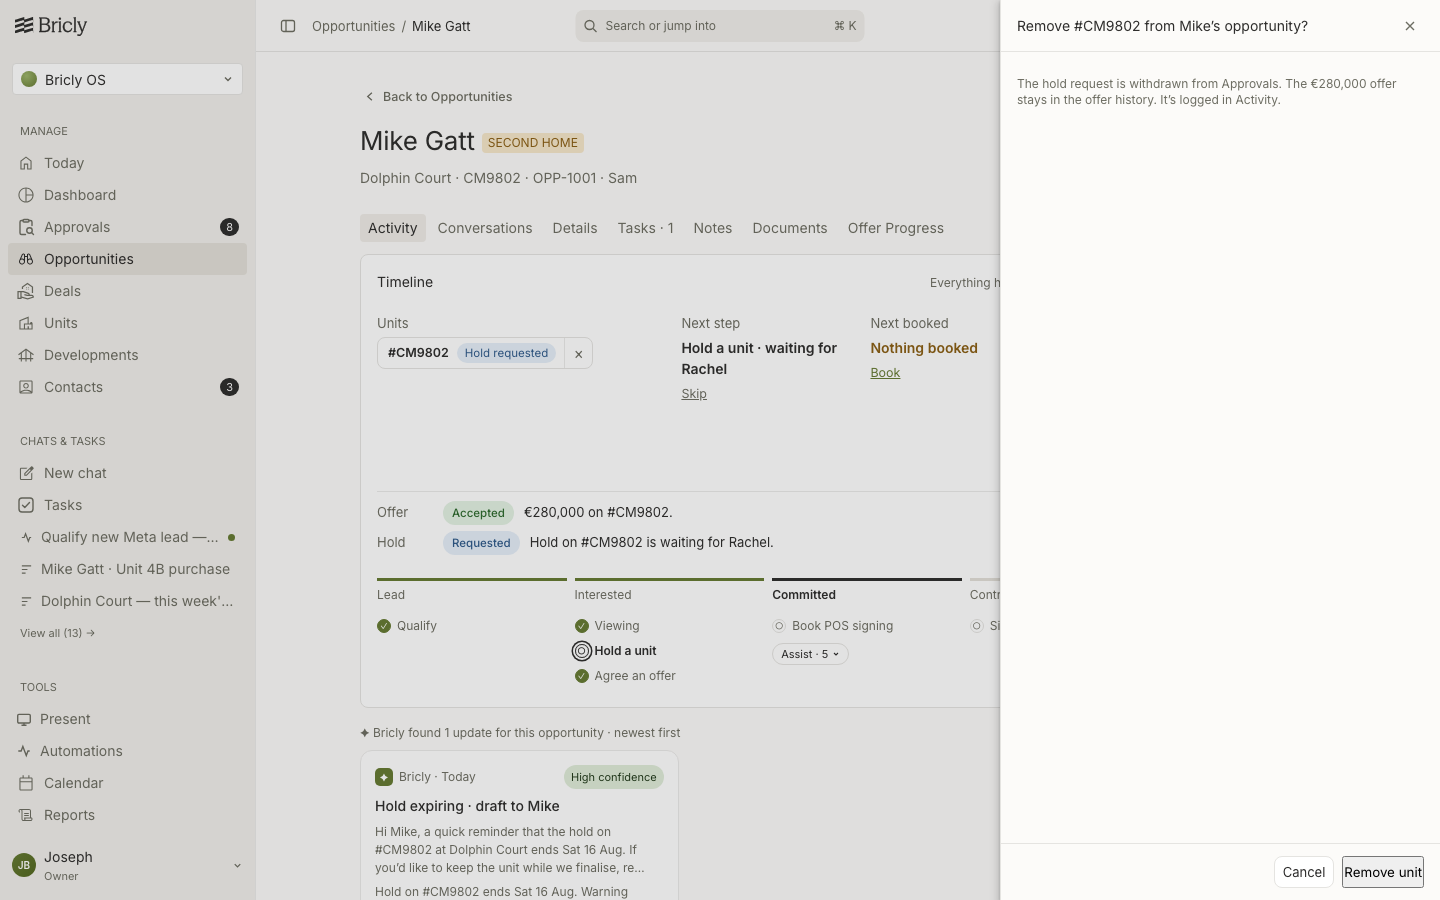 Bricly
Bricly OS
MANAGE
Today
Dashboard
Approvals 8
Opportunities
Deals
Units
Developments
Contacts 3
CHATS & TASKS
New chat
Tasks
Qualify new Meta lead —...
Mike Gatt · Unit 4B purchase
Dolphin Court — this week'...
View all (13) →
TOOLS
Present
Automations
Calendar
Reports
JB Joseph
Owner
Opportunities / Mike Gatt
Search or jump into ⌘ K
Back to Opportunities
Mike Gatt SECOND HOME
Dolphin Court · CM9802 · OPP-1001 · Sam
Activity Conversations Details Tasks · 1 Notes Documents Offer Progress
Timeline Everything h
Units Next step Next booked
#CM9802 Hold requested × Hold a unit · waiting for Nothing booked
Rachel Book
Skip
Offer Accepted €280,000 on #CM9802.
Hold Requested Hold on #CM9802 is waiting for Rachel.
Lead Interested Committed Contr
Qualify Viewing Book POS signing Si
Hold a unit Assist · 5
Agree an offer
Bricly found 1 update for this opportunity · newest first
Bricly · Today High confidence
Hold expiring · draft to Mike
Hi Mike, a quick reminder that the hold on
#CM9802 at Dolphin Court ends Sat 16 Aug. If
you’d like to keep the unit while we finalise, re...
Hold on #CM9802 ends Sat 16 Aug. Warning
Remove #CM9802 from Mike’s opportunity?
The hold request is withdrawn from Approvals. The €280,000 offer
stays in the offer history. It’s logged in Activity.
Cancel Remove unit